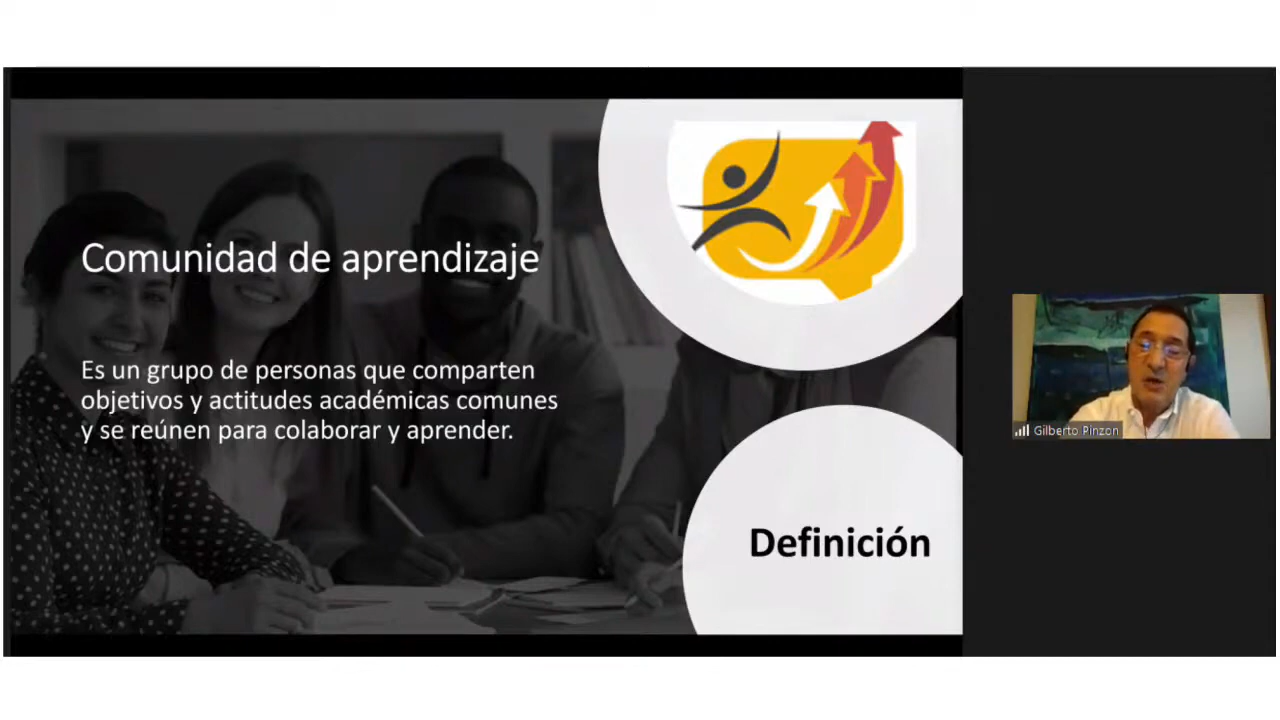 Comunidad de aprendizaje
Es un grupo de personas que comparten
objetivos y actitudes académicas comunes
y se reúnen para colaborar y aprender.
Definición
Gilberto Pinzon